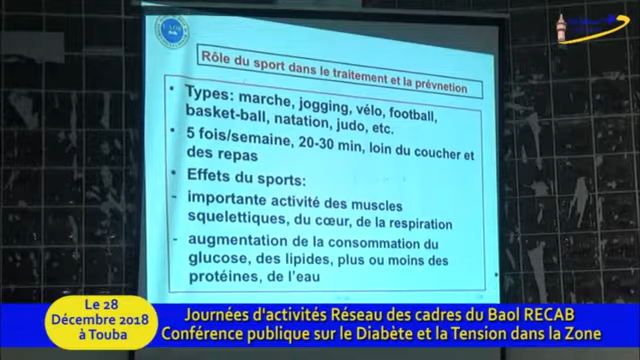 Rôle du sport dans le traitement et la prévnetion
• Types: marche, jogging, vélo, football,
basket-ball, natation, judo, etc.
• 5 fois/semaine, 20-30 min, loin du coucher et
des repas
• Effets du sports:
- importante activité des muscles
squelettiques, du cœur, de la respiration
- augmentation de la consommation du
glucose, des lipides, plus ou moins des
protéines, de l'eau
Le 28
Décembre 2018
à Touba
Journées d'activités Réseau des cadres du Baol RECAB
Conférence publique sur le Diabète et la Tension dans la Zone